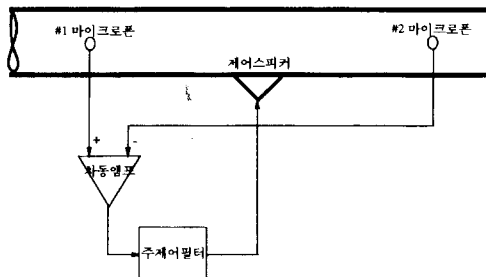 #1 마이크로폰
#2 마이크로폰
제어스피커
+ -
차동앰프
주제어필터